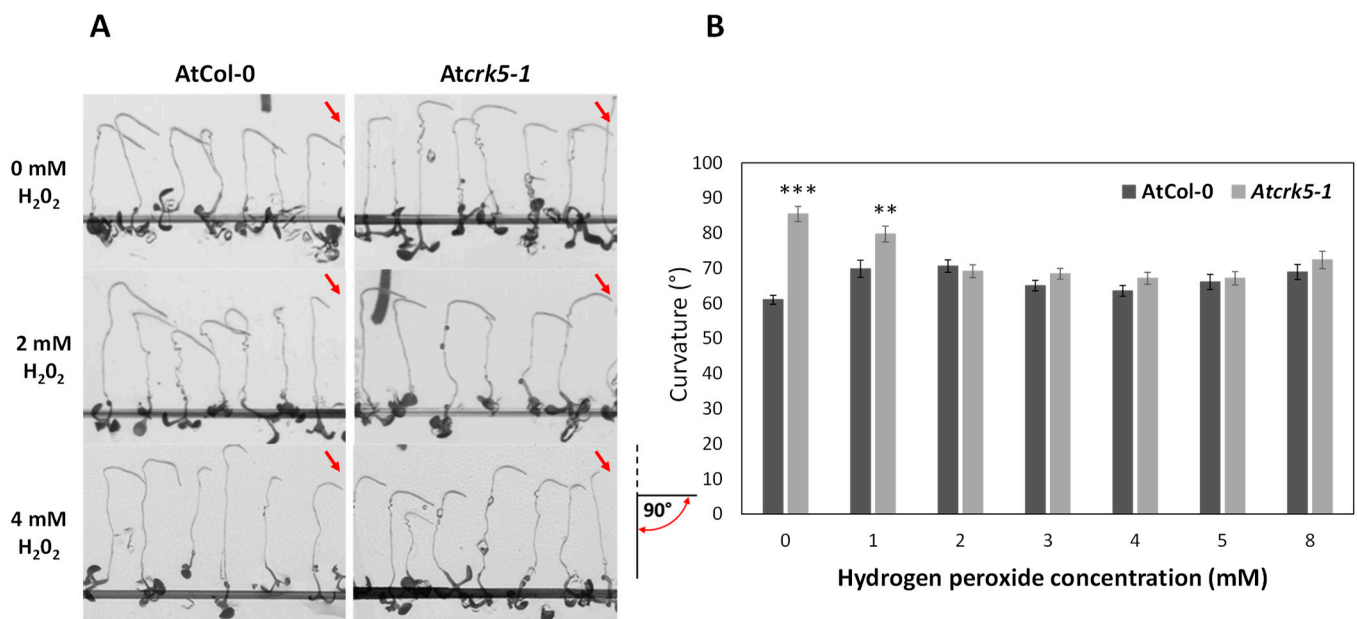 A
B
AtCol-0
Atcrk5-1
0 mM
H₂0₂
2 mM
H₂0₂
4 mM
H₂0₂
90°
Curvature (°)
100
90
80
70
60
50
40
30
20
10
0
AtCol-0
Atcrk5-1
***
**
0 1 2 3 4 5 8
Hydrogen peroxide concentration (mM)